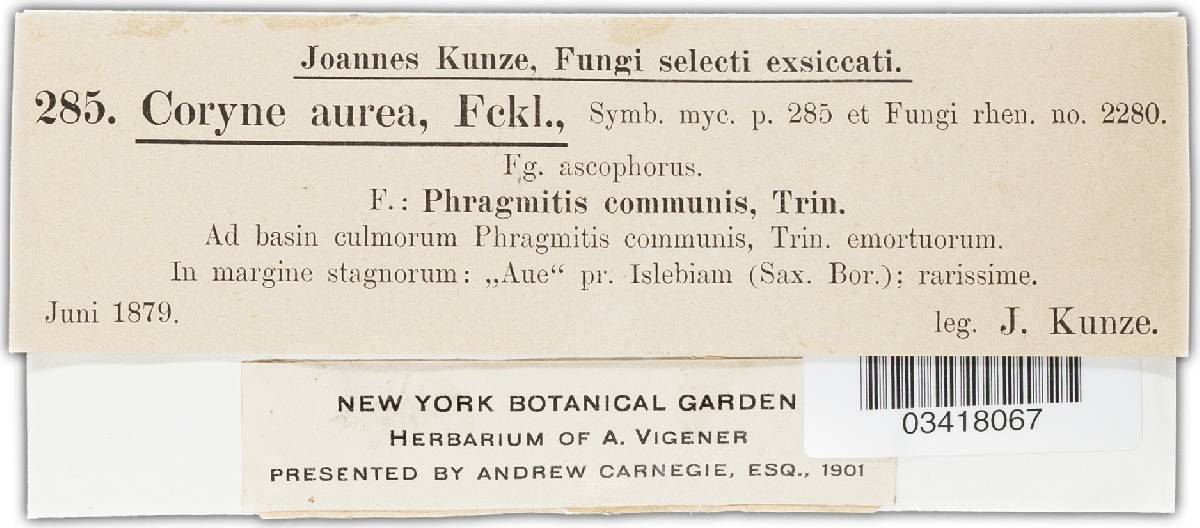 Joannes Kunze, Fungi selecti exsiccati.
285. Coryne aurea, Fckl., Symb. myc. p. 285 et Fungi rhen. no. 2280.
Fg. ascophorus.
F.: Phragmitis communis, Trin.
Ad basin culmorum Phragmitis communis, Trin. emortuorum.
In margine stagnorum: „Aue“ pr. Islebiam (Sax. Bor.); rarissime.
Juni 1879. leg. J. Kunze.
NEW YORK BOTANICAL GARDEN
HERBARIUM OF A. VIGENER
PRESENTED BY ANDREW CARNEGIE, ESQ., 1901
03418067